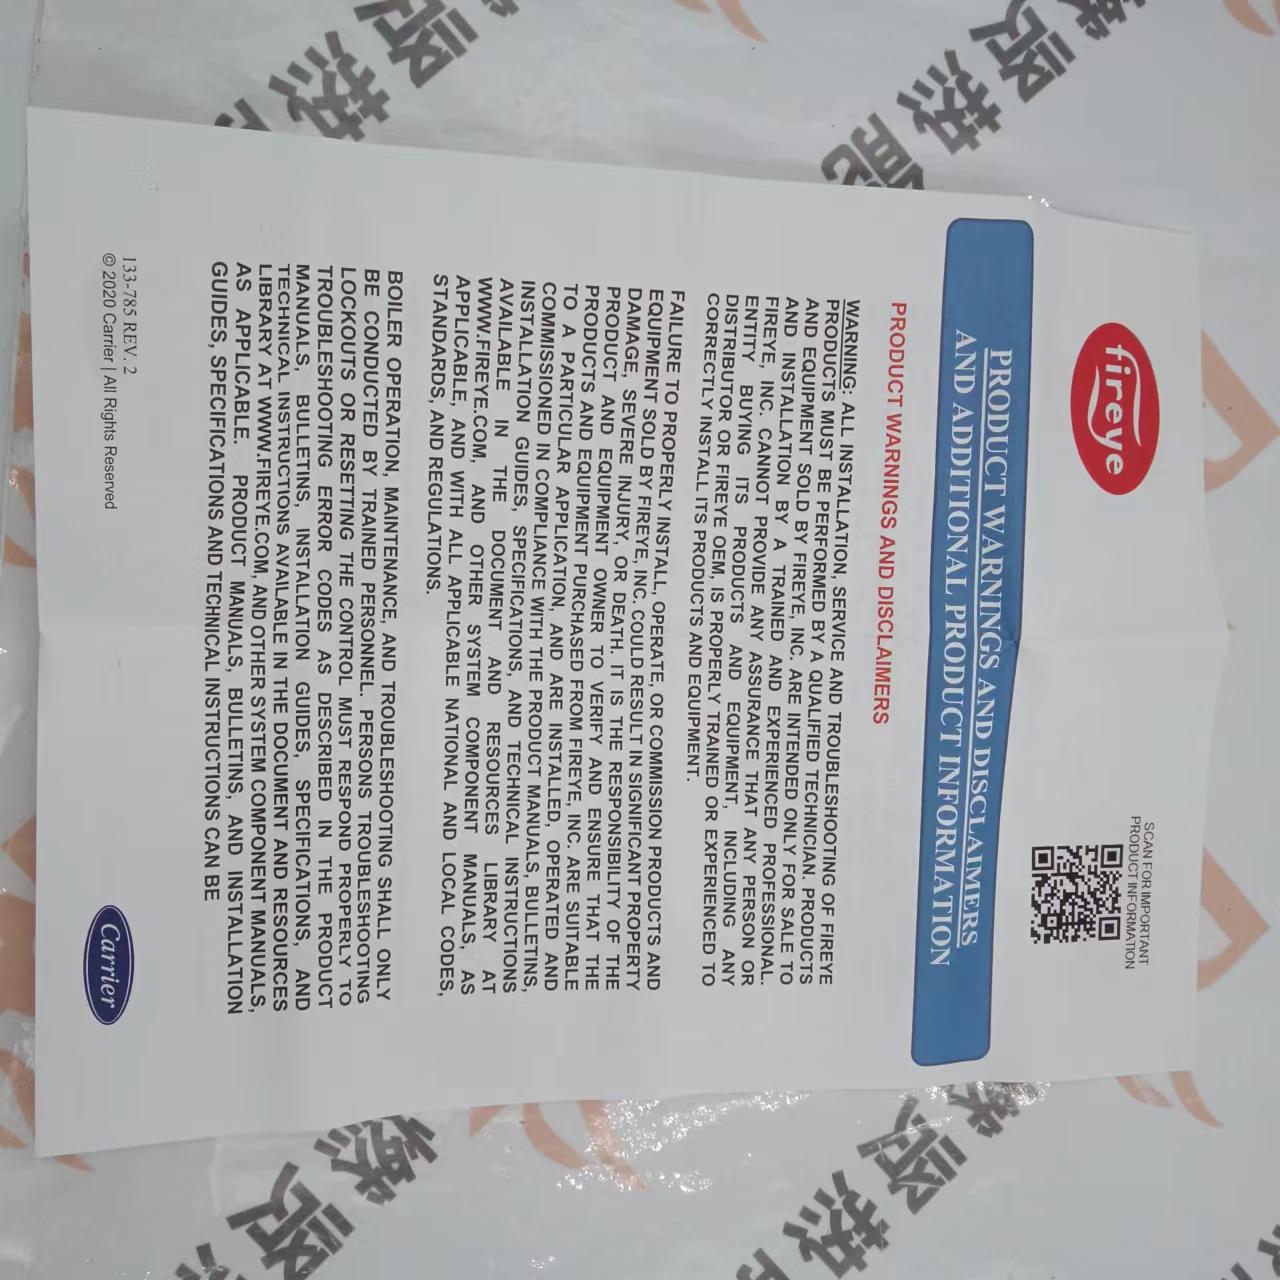 fireye
SCAN FOR IMPORTANT
PRODUCT INFORMATION
PRODUCT WARNINGS AND DISCLAIMERS
AND ADDITIONAL PRODUCT INFORMATION
PRODUCT WARNINGS AND DISCLAIMERS
WARNING: ALL INSTALLATION, SERVICE AND TROUBLESHOOTING OF FIREYE
PRODUCTS MUST BE PERFORMED BY A QUALIFIED TECHNICIAN. PRODUCTS
AND EQUIPMENT SOLD BY FIREYE, INC. ARE INTENDED ONLY FOR SALE TO
AND INSTALLATION BY A TRAINED AND EXPERIENCED PROFESSIONAL.
FIREYE, INC. CANNOT PROVIDE ANY ASSURANCE THAT ANY PERSON OR
ENTITY BUYING ITS PRODUCTS AND EQUIPMENT, INCLUDING ANY
DISTRIBUTOR OR FIREYE OEM, IS PROPERLY TRAINED OR EXPERIENCED TO
CORRECTLY INSTALL ITS PRODUCTS AND EQUIPMENT.
FAILURE TO PROPERLY INSTALL, OPERATE, OR COMMISSION PRODUCTS AND
EQUIPMENT SOLD BY FIREYE, INC. COULD RESULT IN SIGNIFICANT PROPERTY
DAMAGE, SEVERE INJURY, OR DEATH. IT IS THE RESPONSIBILITY OF THE
PRODUCT AND EQUIPMENT OWNER TO VERIFY AND ENSURE THAT THE
PRODUCTS AND EQUIPMENT PURCHASED FROM FIREYE, INC. ARE SUITABLE
TO A PARTICULAR APPLICATION, AND ARE INSTALLED, OPERATED AND
COMMISSIONED IN COMPLIANCE WITH THE PRODUCT MANUALS, BULLETINS,
INSTALLATION GUIDES, SPECIFICATIONS, AND TECHNICAL INSTRUCTIONS
AVAILABLE IN THE DOCUMENT AND RESOURCES LIBRARY AT
WWW.FIREYE.COM, AND OTHER SYSTEM COMPONENT MANUALS, AS
APPLICABLE, AND WITH ALL APPLICABLE NATIONAL AND LOCAL CODES,
STANDARDS, AND REGULATIONS.
BOILER OPERATION, MAINTENANCE, AND TROUBLESHOOTING SHALL ONLY
BE CONDUCTED BY TRAINED PERSONNEL. PERSONS TROUBLESHOOTING
LOCKOUTS OR RESETTING THE CONTROL MUST RESPOND PROPERLY TO
TROUBLESHOOTING ERROR CODES AS DESCRIBED IN THE PRODUCT
MANUALS, BULLETINS, INSTALLATION GUIDES, SPECIFICATIONS, AND
TECHNICAL INSTRUCTIONS AVAILABLE IN THE DOCUMENT AND RESOURCES
LIBRARY AT WWW.FIREYE.COM, AND OTHER SYSTEM COMPONENT MANUALS,
AS APPLICABLE. PRODUCT MANUALS, BULLETINS, AND INSTALLATION
GUIDES, SPECIFICATIONS AND TECHNICAL INSTRUCTIONS CAN BE
133-785 REV. 2
© 2020 Carrier | All Rights Reserved
Carrier